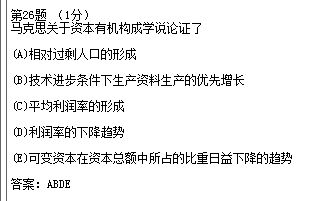 第26题 （1分）
马克思关于资本有机构成学说论证了
(A)相对过剩人口的形成
(B)技术进步条件下生产资料生产的优先增长
(C)平均利润率的形成
(D)利润率的下降趋势
(E)可变资本在资本总额中所占的比重日益下降的趋势
答案：ABDE